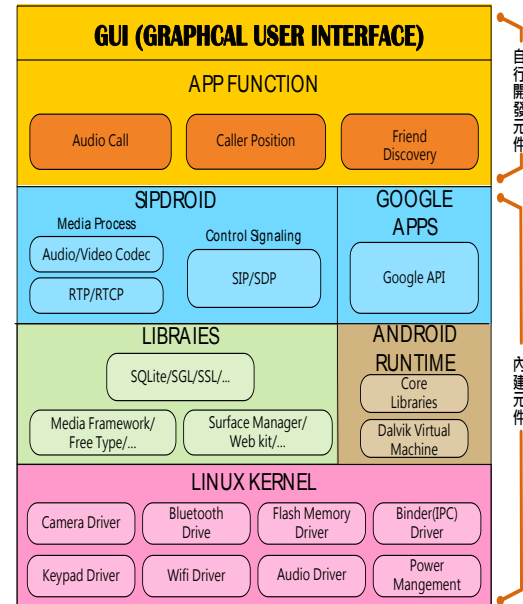 GUI (GRAPHCAL USER INTERFACE)
APP FUNCTION
Audio Call
Caller Position
Friend
Discovery
自行開發元件
SIPDROID
Media Process
Audio/Video Codec
RTP/RTCP
Control Signaling
SIP/SDP
GOOGLE
APPS
Google API
LIBRAIES
SQLite/SGL/SSL/...
Media Framework/
Free Type/...
Surface Manager/
Web kit/...
ANDROID
RUNTIME
Core
Libraries
Dalvik Virtual
Machine
內建元件
LINUX KERNEL
Camera Driver
Bluetooth
Drive
Flash Memory
Driver
Binder(IPC)
Driver
Keypad Driver
Wifi Driver
Audio Driver
Power
Mangement